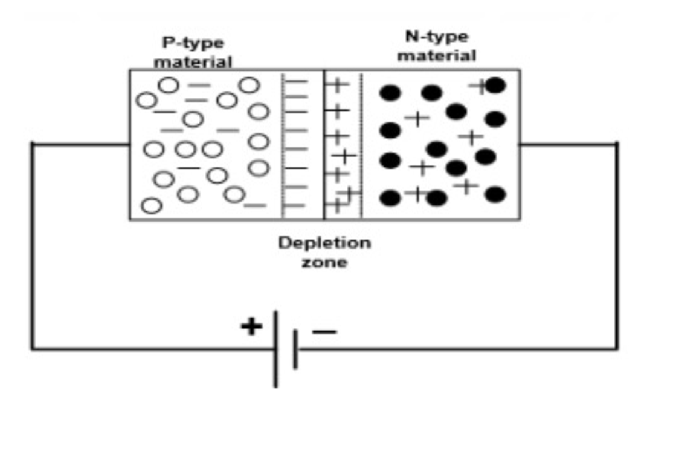 P-type
material
N-type
material
Depletion
zone
+ −